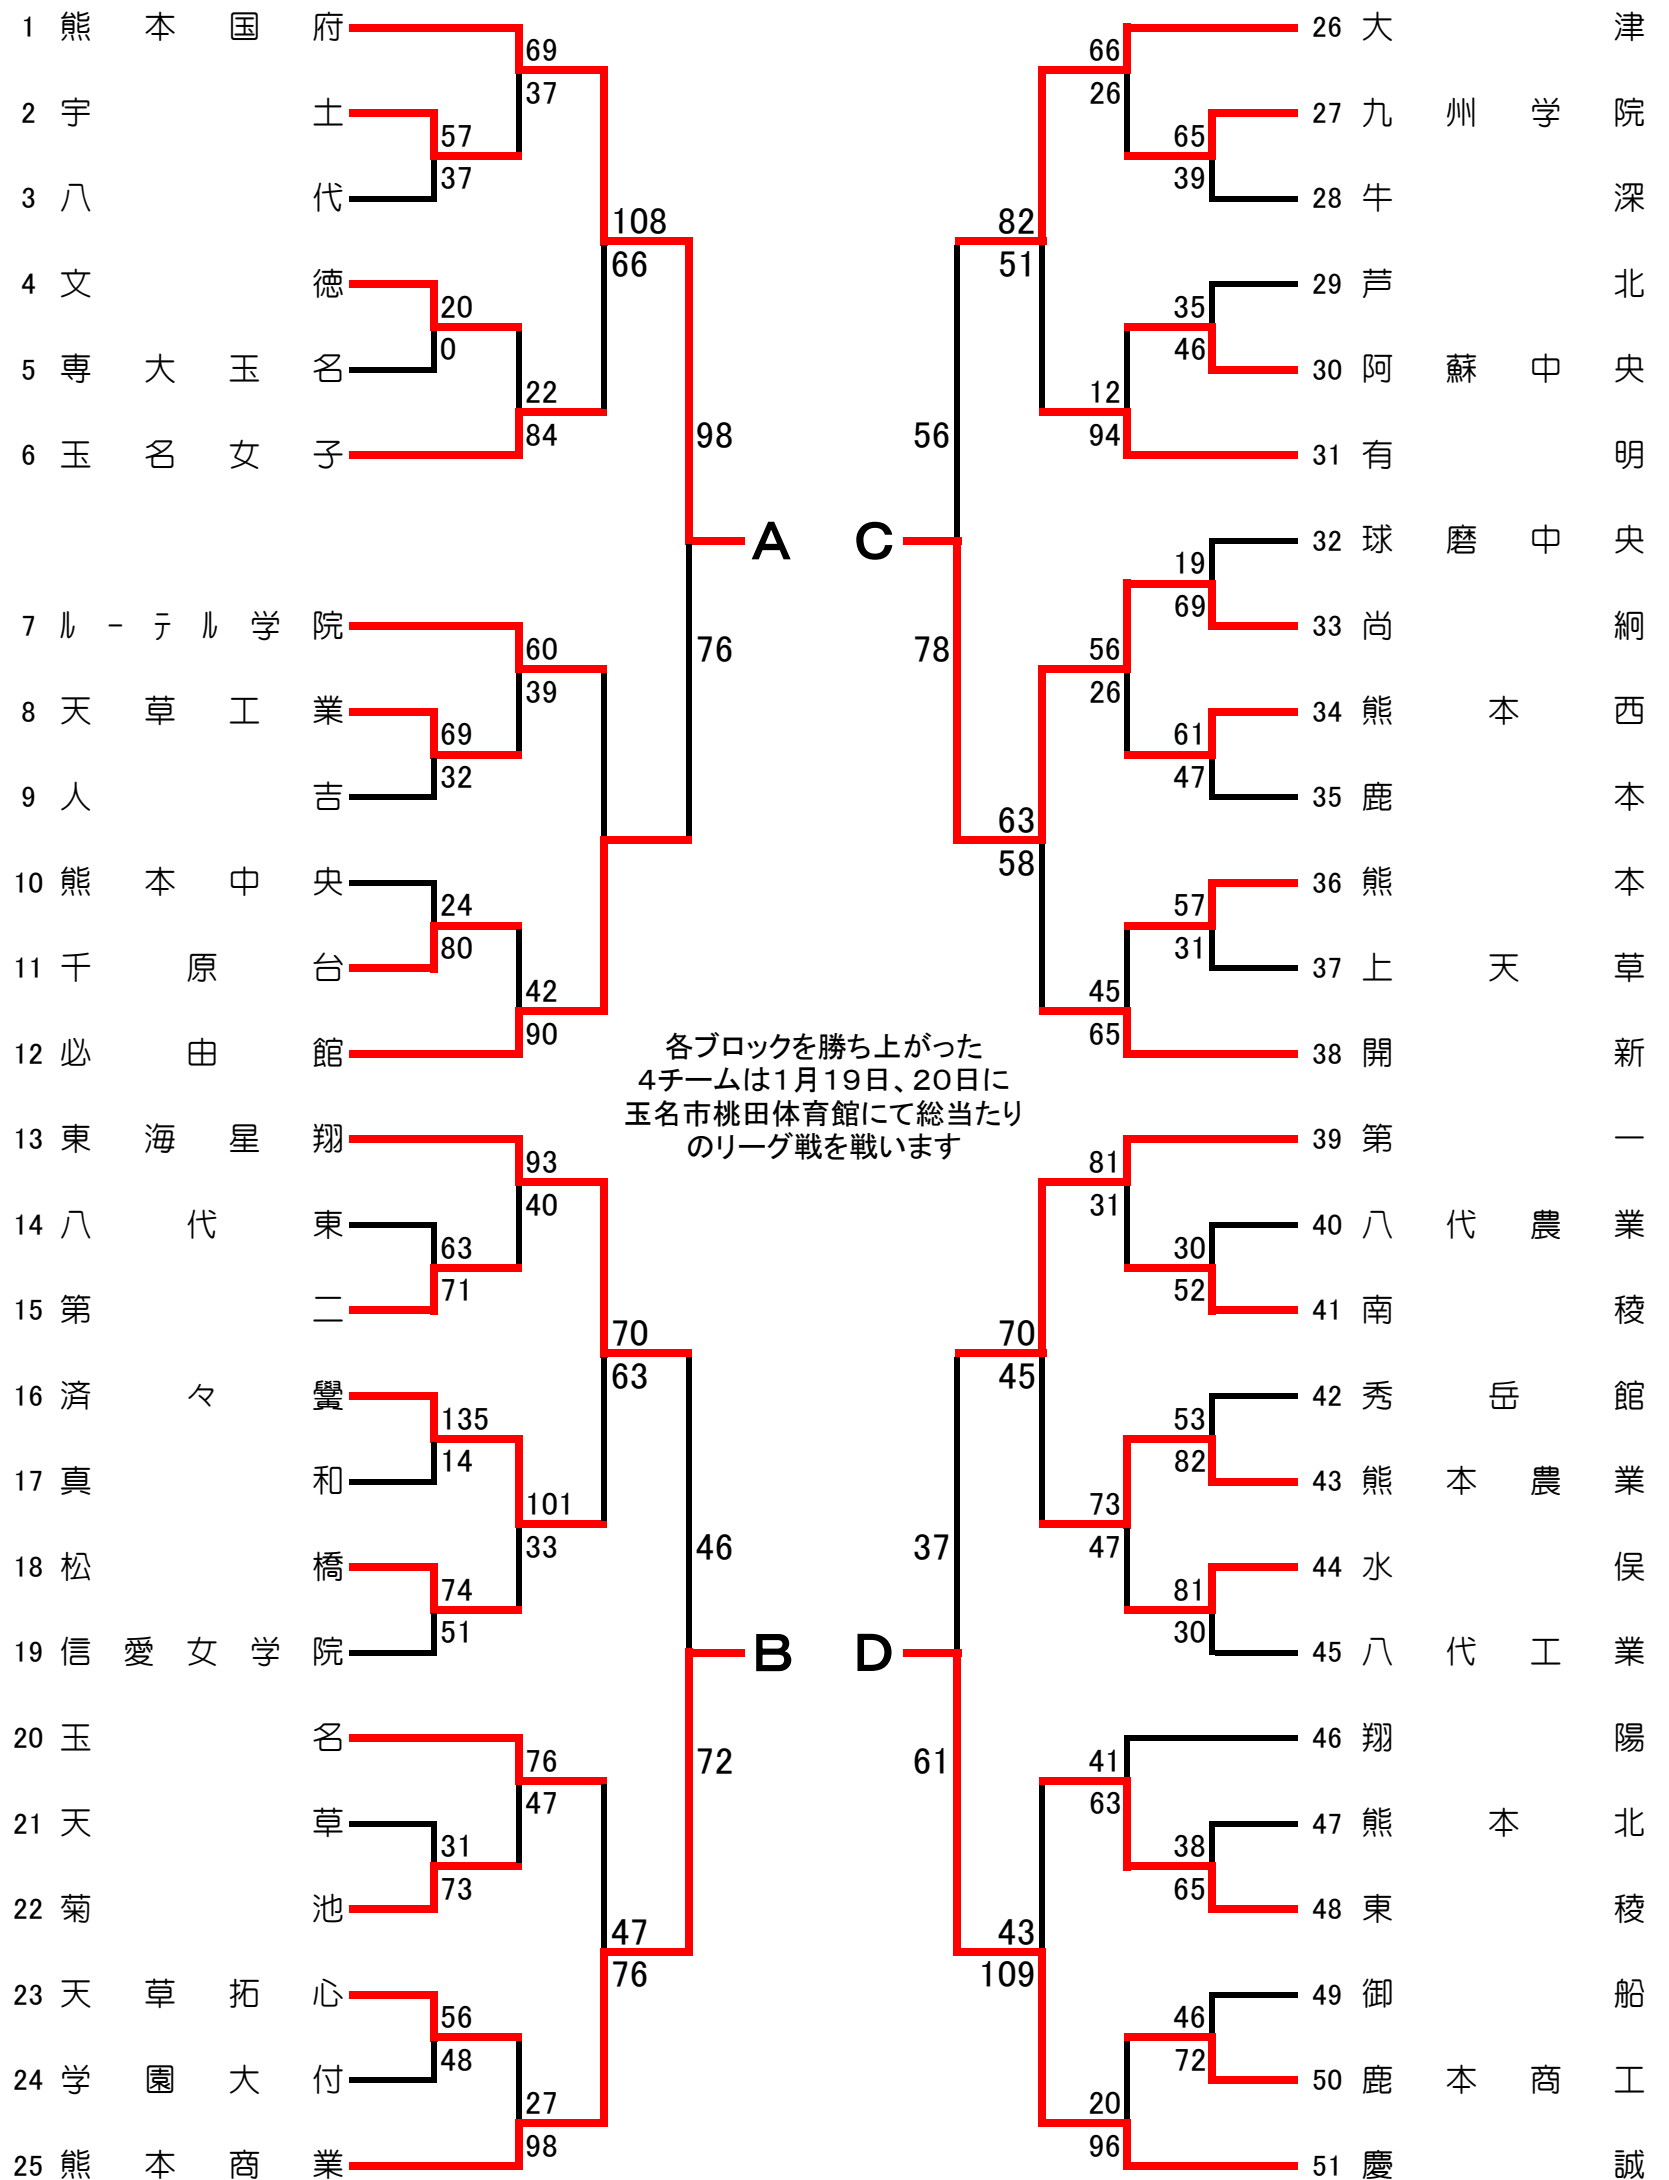 1 熊本国府
69
37
2 宇土
57
37
3 八代
108
66
4 文徳
20
0
5 専大玉名
22
84
6 玉名女子
98
A
76
7 ルーテル学院
60
39
8 天草工業
69
32
9 人吉
10 熊本中央
24
80
11 千原台
42
90
12 必由館
13 東海星翔
93
40
14 八代東
63
71
15 第二
70
63
16 済々黌
135
14
17 真和
101
33
18 松橋
74
51
19 信愛女学院
46
B
72
20 玉名
76
47
21 天草
31
73
22 菊池
47
76
23 天草拓心
56
48
24 学園大付
27
98
25 熊本商業
各ブロックを勝ち上がった
4チームは1月19日、20日に
玉名市桃田体育館にて総当たり
のリーグ戦を戦います
26 大津
66
26
27 九州学院
65
39
28 牛深
82
51
29 芦北
35
46
30 阿蘇中央
12
94
31 有明
56
C
78
32 球磨中央
19
69
33 尚絅
56
26
34 熊本西
61
47
35 鹿本
63
58
36 熊本
57
31
37 上天草
45
65
38 開新
39 第一
81
31
40 八代農業
30
52
41 南稜
70
45
42 秀岳館
53
82
43 熊本農業
73
47
44 水俣
81
30
45 八代工業
37
D
61
46 翔陽
41
63
47 熊本北
38
65
48 東稜
43
109
49 御船
46
72
50 鹿本商工
20
96
51 慶誠